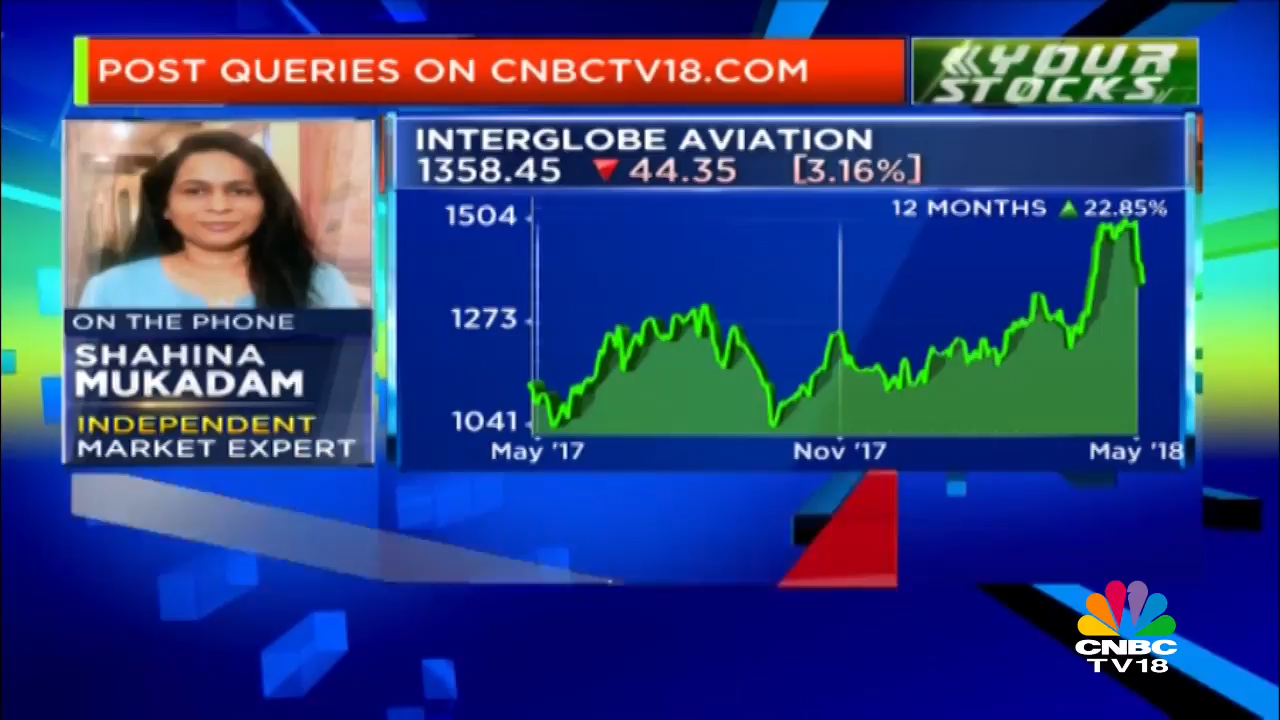 POST QUERIES ON CNBCTV18.COM
YOUR
STOCKS
ON THE PHONE
SHAHINA
MUKADAM
INDEPENDENT
MARKET EXPERT
INTERGLOBE AVIATION
1358.45 ▼ 44.35 [3.16%]
12 MONTHS ▲ 22.85%
1504
1273
1041
May '17 Nov '17 May '18
CNBC
TV18